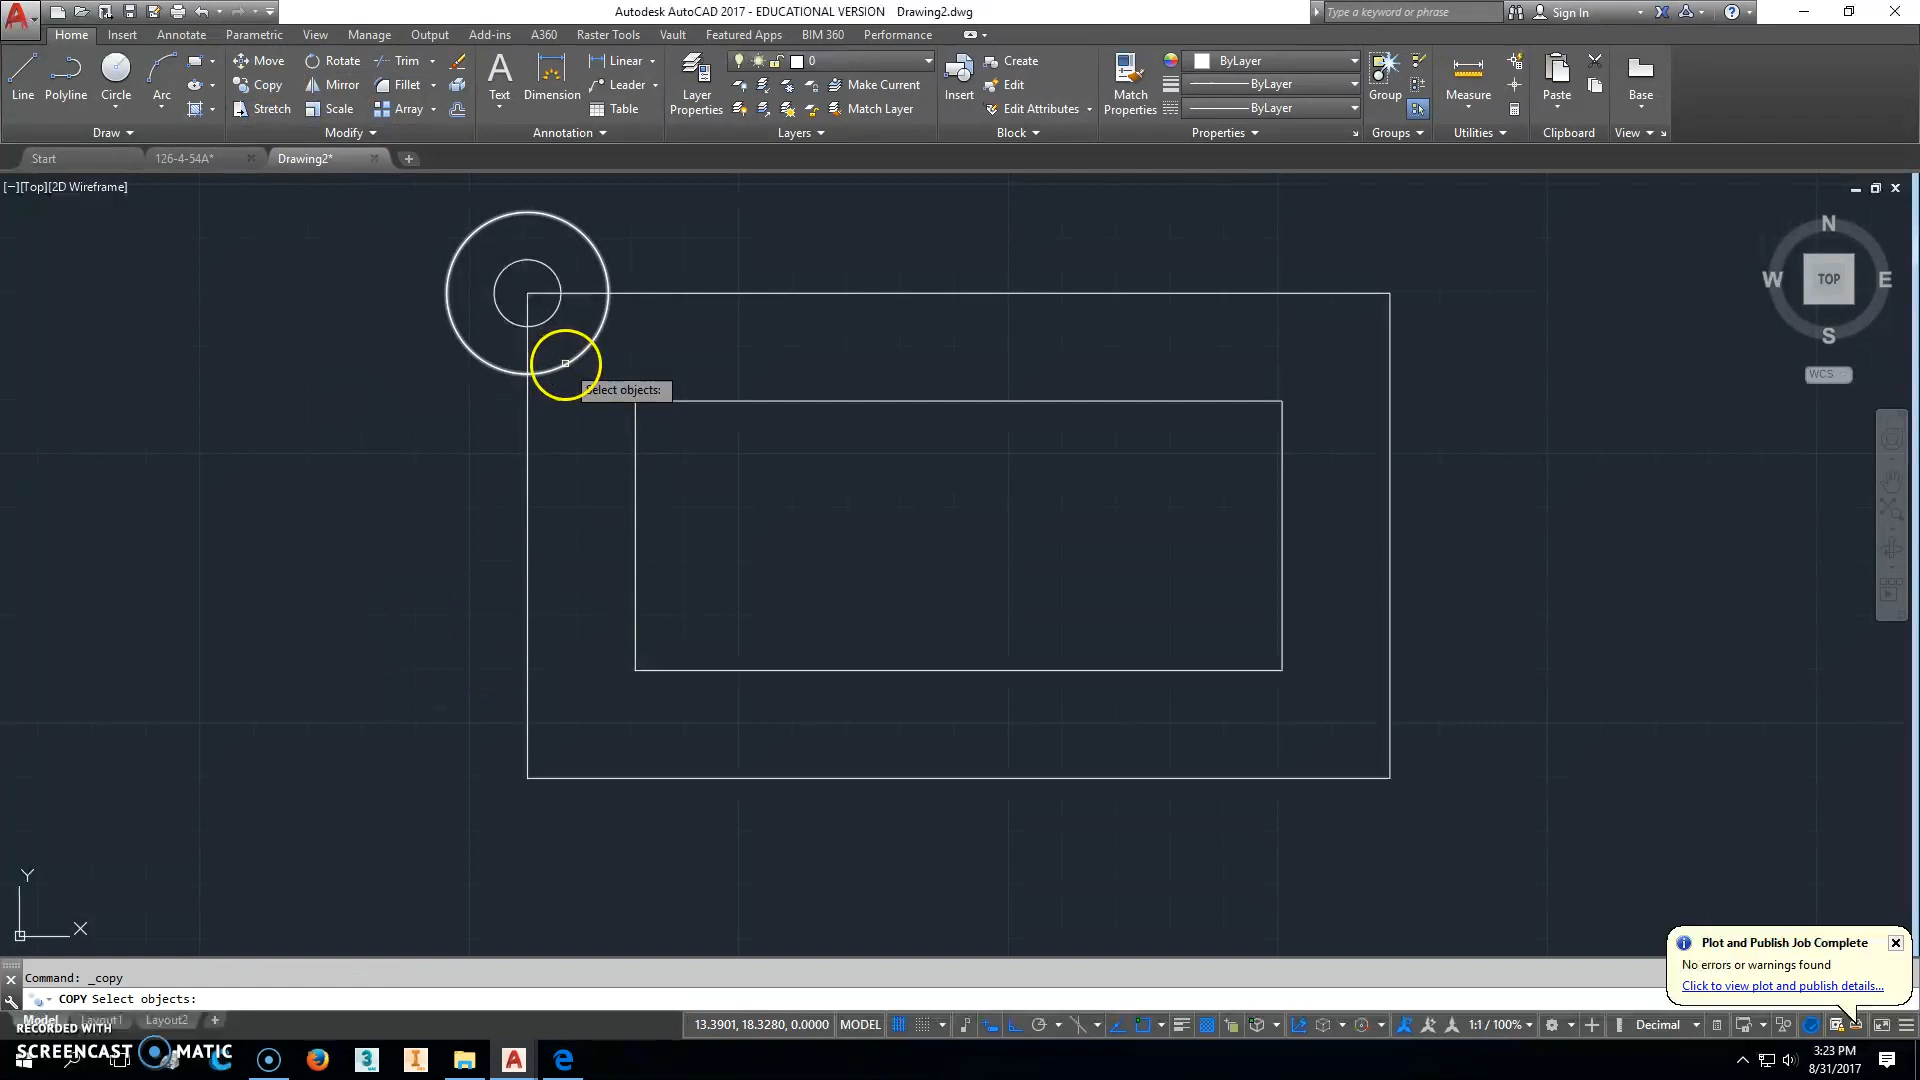 Autodesk AutoCAD 2017 - EDUCATIONAL VERSION Drawing2.dwg
Type a keyword or phrase
Sign In
Home Insert Annotate Parametric View Manage Output Add-ins A360 Raster Tools Vault Featured Apps BIM 360 Performance
Line
Polyline
Circle
Arc
Draw
Move
Rotate
Trim
Copy
Mirror
Fillet
Stretch
Scale
Array
Modify
Text
Dimension
Linear
Leader
Table
Annotation
Layer
Properties
0
Make Current
Match Layer
Layers
Insert
Create
Edit
Edit Attributes
Block
Match
Properties
ByLayer
ByLayer
ByLayer
Properties
Group
Groups
Measure
Utilities
Paste
Clipboard
Base
View
Start
126-4-54A*
Drawing2*
[−][Top][2D Wireframe]
N
W
TOP
E
S
WCS
Select objects:
Y
X
Plot and Publish Job Complete
No errors or warnings found
Click to view plot and publish details...
Command: _copy
COPY Select objects:
Model Layout1 Layout2
13.3901, 18.3280, 0.0000 MODEL
1:1 / 100%
Decimal
RECORDED WITH
SCREENCAST MATIC
3:23 PM
8/31/2017